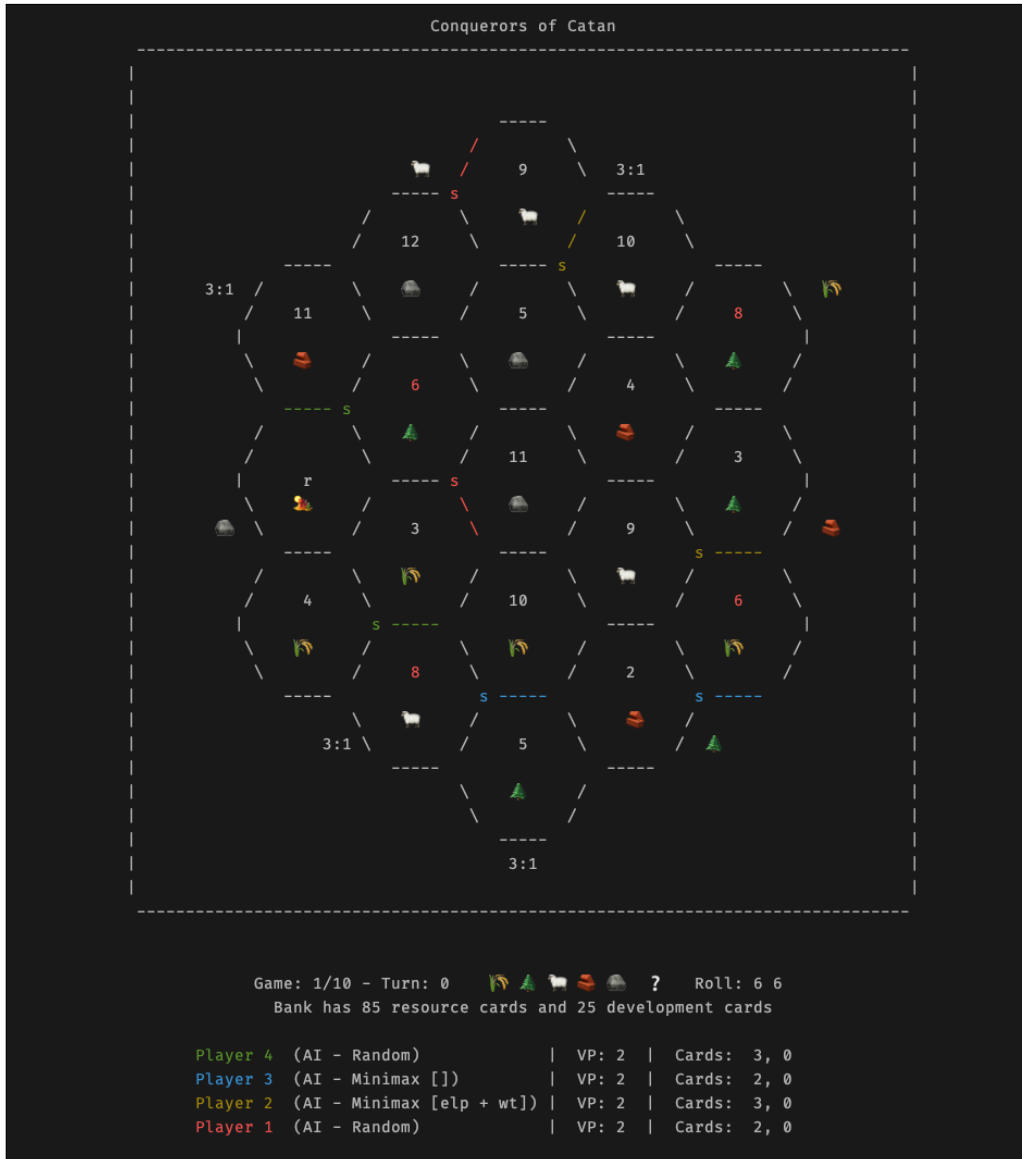 Conquerors of Catan
9 3:1
s
12 10
s
3:1
11 5 8
6 4
s
11 3
r s
3 9
s
4 10 6
s
8 2
s s
3:1 5
3:1
Game: 1/10 - Turn: 0 ? Roll: 6 6
Bank has 85 resource cards and 25 development cards
Player 4 (AI - Random) | VP: 2 | Cards: 3, 0
Player 3 (AI - Minimax []) | VP: 2 | Cards: 2, 0
Player 2 (AI - Minimax [elp + wt]) | VP: 2 | Cards: 3, 0
Player 1 (AI - Random) | VP: 2 | Cards: 2, 0